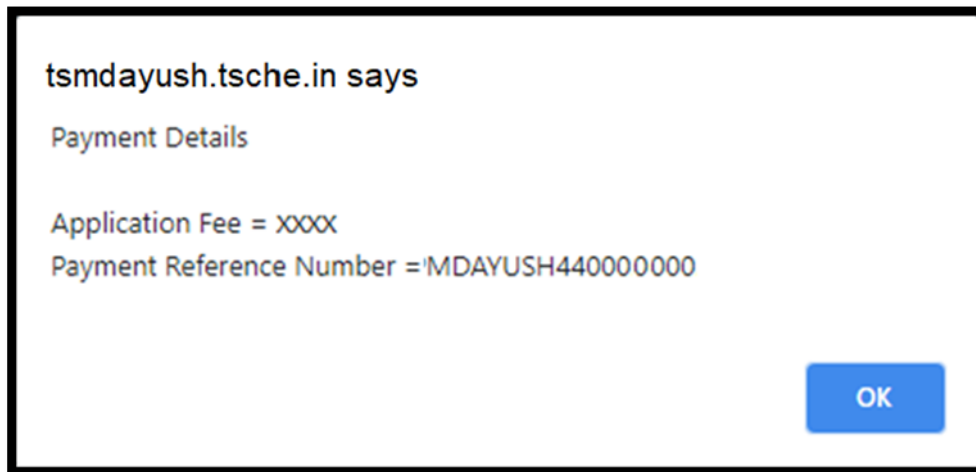 tsmdayush.tsche.in says
Payment Details
Application Fee = XXXX
Payment Reference Number ='MDAYUSH440000000
OK